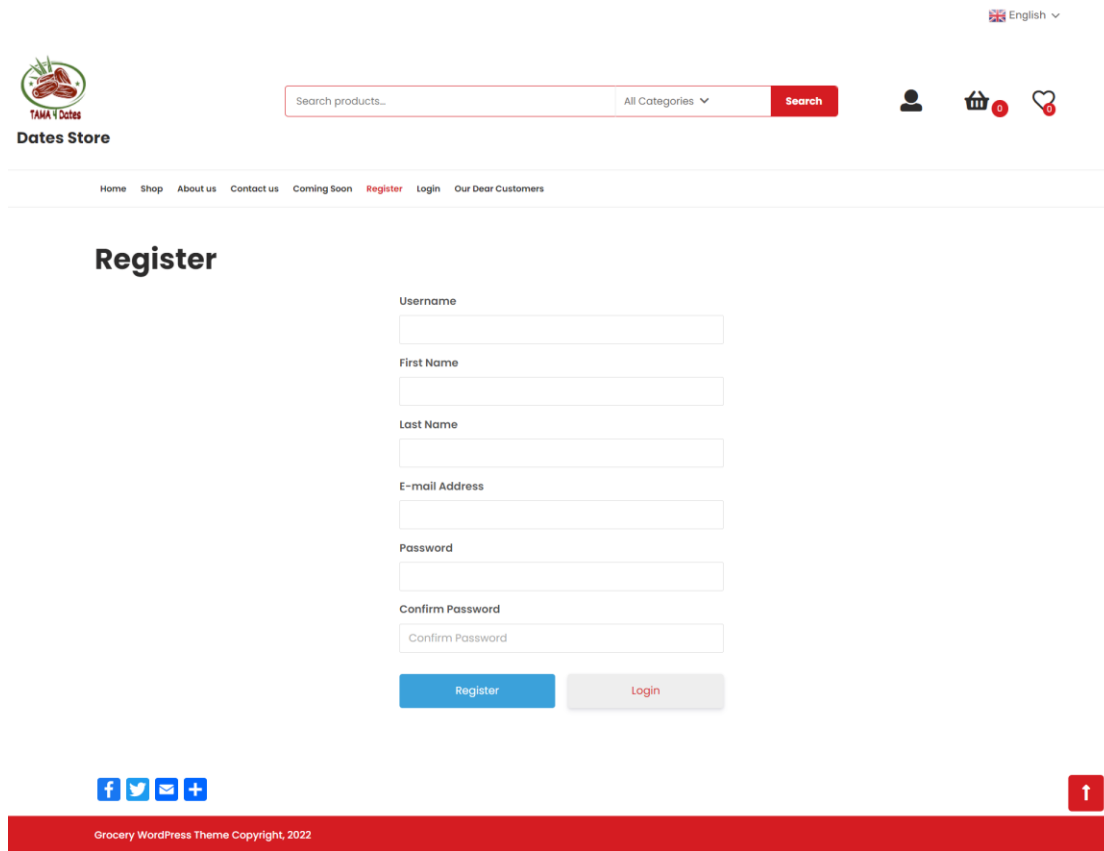 English
TAMA 4 Dates
Dates Store
Search products...
All Categories
Search
0
0
Home Shop About us Contact us Coming Soon Register Login Our Dear Customers
Register
Username
First Name
Last Name
E-mail Address
Password
Confirm Password
Confirm Password
Register
Login
Grocery WordPress Theme Copyright, 2022